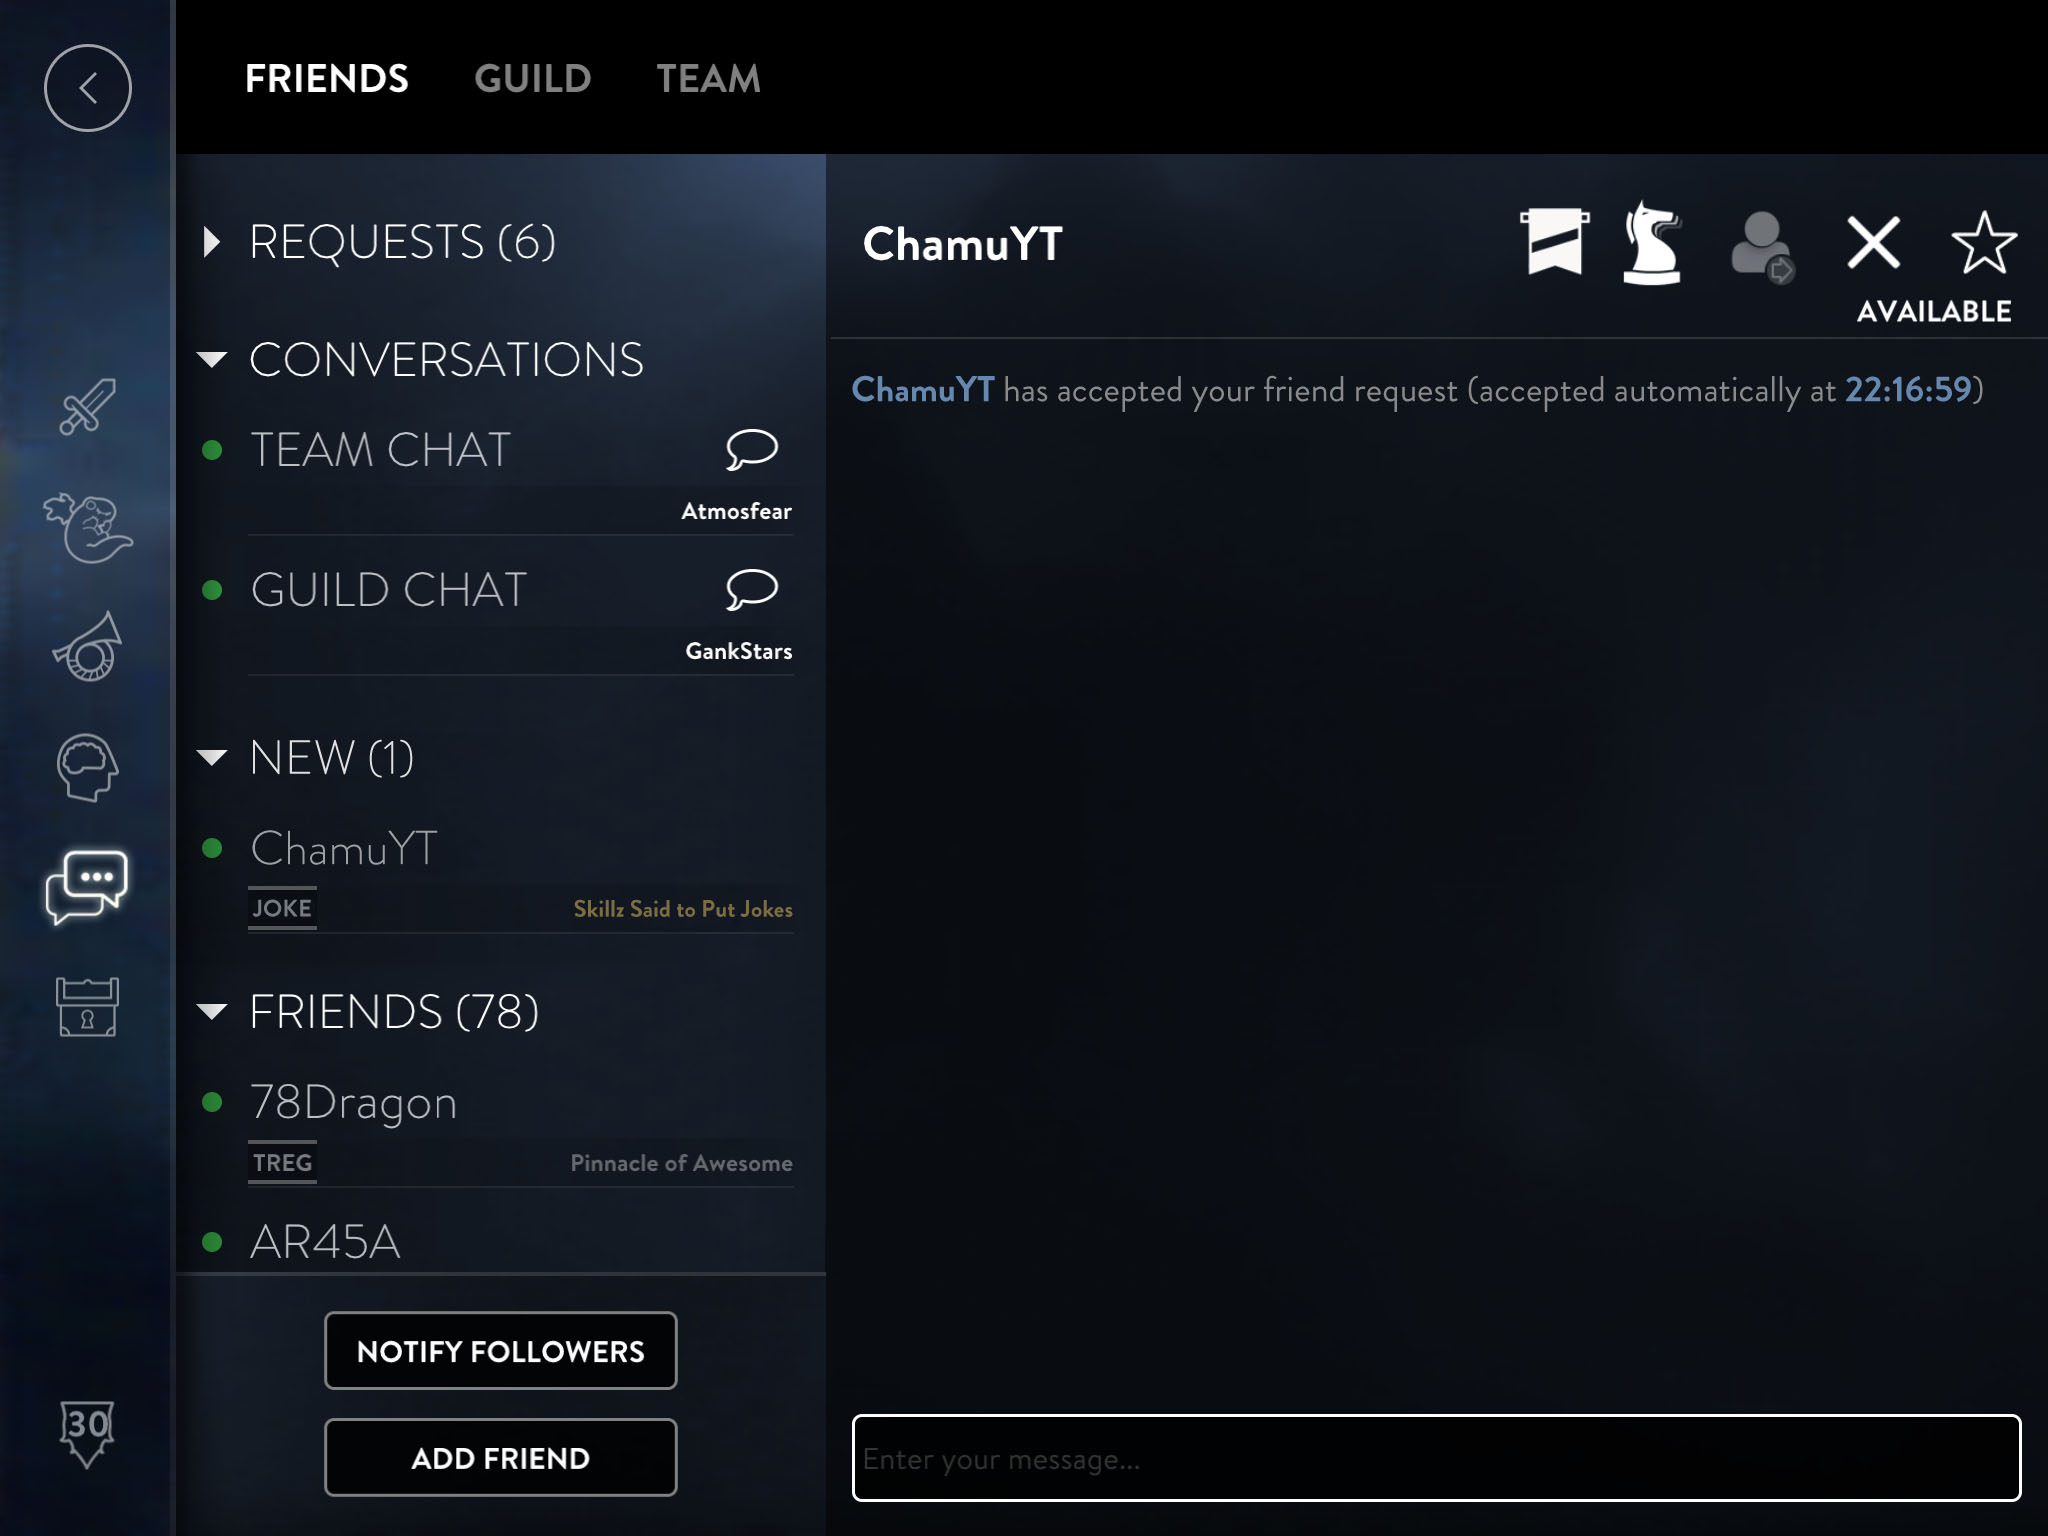 FRIENDS GUILD TEAM
REQUESTS (6)
CONVERSATIONS
TEAM CHAT
Atmosfear
GUILD CHAT
GankStars
NEW (1)
ChamuYT
JOKE Skillz Said to Put Jokes
FRIENDS (78)
78Dragon
TREG Pinnacle of Awesome
AR45A
NOTIFY FOLLOWERS
ADD FRIEND
30
ChamuYT
AVAILABLE
ChamuYT has accepted your friend request (accepted automatically at 22:16:59)
Enter your message...